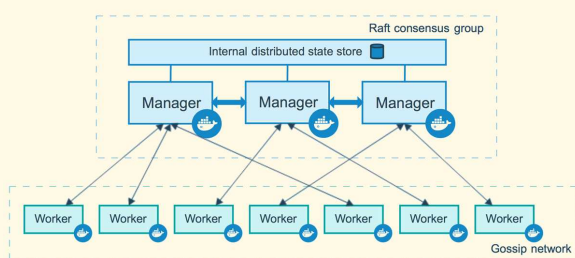 Raft consensus group
Internal distributed state store
Manager Manager Manager
Worker Worker Worker Worker Worker Worker Worker
Gossip network